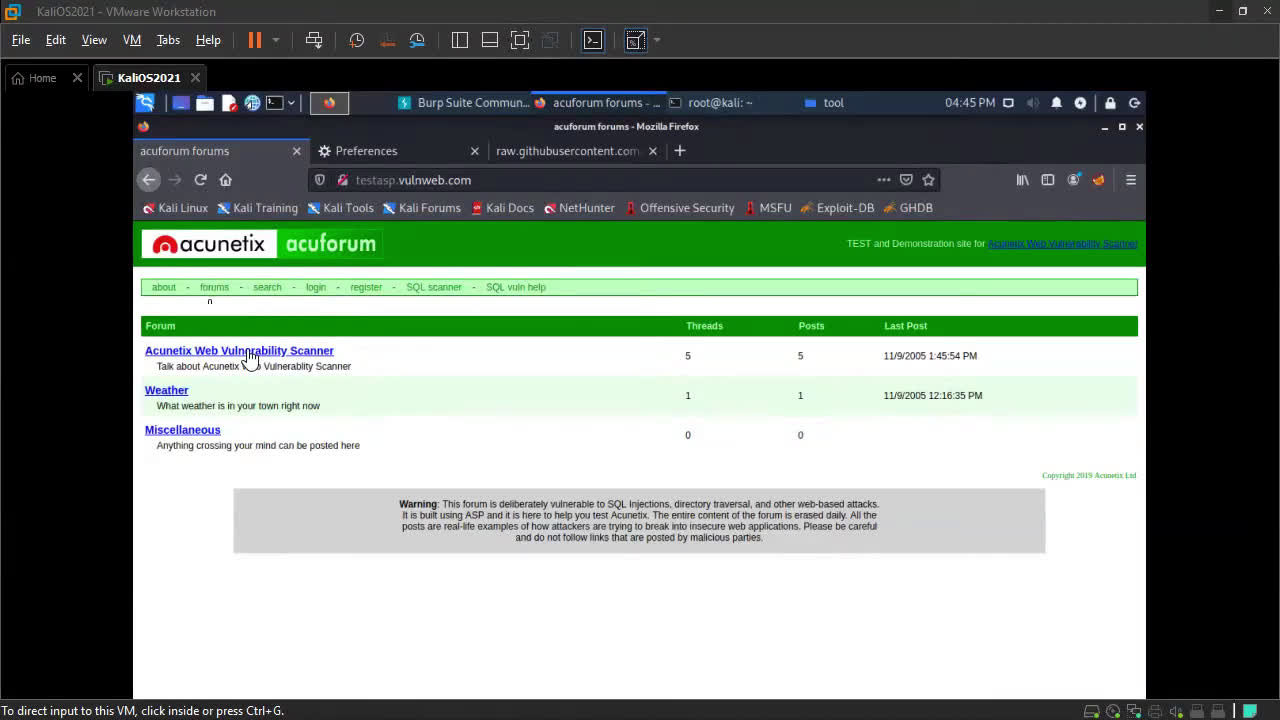 KaliOS2021 - VMware Workstation
File Edit View VM Tabs Help
Home KaliOS2021
Burp Suite Commun... acuforum forums - ... root@kali: ~ tool 04:45 PM
acuforum forums - Mozilla Firefox
acuforum forums Preferences raw.githubusercontent.com
testasp.vulnweb.com
Kali Linux Kali Training Kali Tools Kali Forums Kali Docs NetHunter Offensive Security MSFU Exploit-DB GHDB
acunetix acuforum TEST and Demonstration site for Acunetix Web Vulnerability Scanner
about - forums - search - login - register - SQL scanner - SQL vuln help
Forum Threads Posts Last Post
Acunetix Web Vulnerability Scanner 5 5 11/9/2005 1:45:54 PM
Talk about Acunetix Vulnerablity Scanner
Weather 1 1 11/9/2005 12:16:35 PM
What weather is in your town right now
Miscellaneous 0 0
Anything crossing your mind can be posted here
Copyright 2019 Acunetix Ltd
Warning: This forum is deliberately vulnerable to SQL Injections, directory traversal, and other web-based attacks.
It is built using ASP and it is here to help you test Acunetix. The entire content of the forum is erased daily. All the
posts are real-life examples of how attackers are trying to break into insecure web applications. Please be careful
and do not follow links that are posted by malicious parties.
To direct input to this VM, click inside or press Ctrl+G.